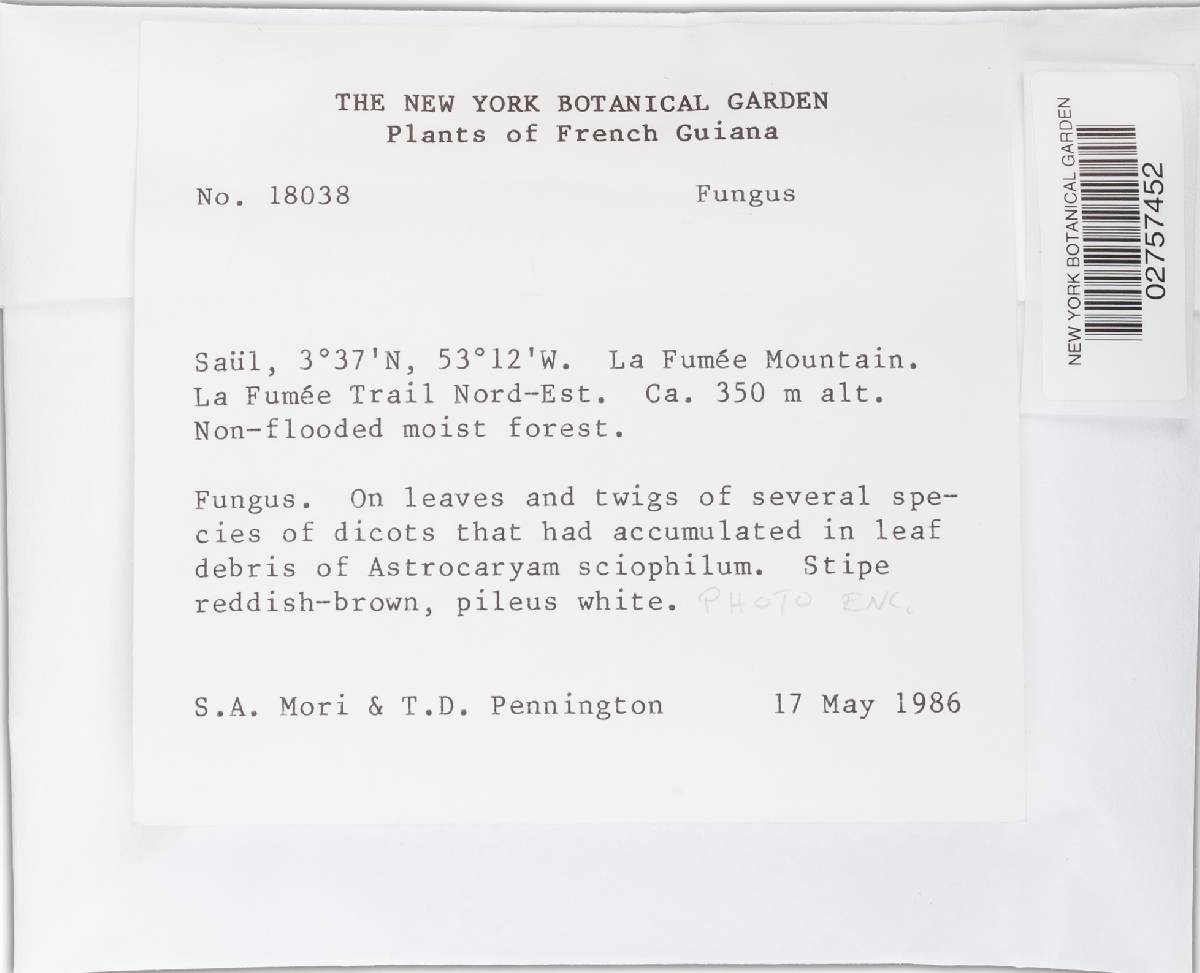 THE NEW YORK BOTANICAL GARDEN
Plants of French Guiana
No. 18038 Fungus
Saül, 3°37'N, 53°12'W. La Fumée Mountain.
La Fumée Trail Nord-Est. Ca. 350 m alt.
Non-flooded moist forest.
Fungus. On leaves and twigs of several spe-
cies of dicots that had accumulated in leaf
debris of Astrocaryam sciophilum. Stipe
reddish-brown, pileus white. PHOTO ENC.
S.A. Mori & T.D. Pennington 17 May 1986
NEW YORK BOTANICAL GARDEN
02757452